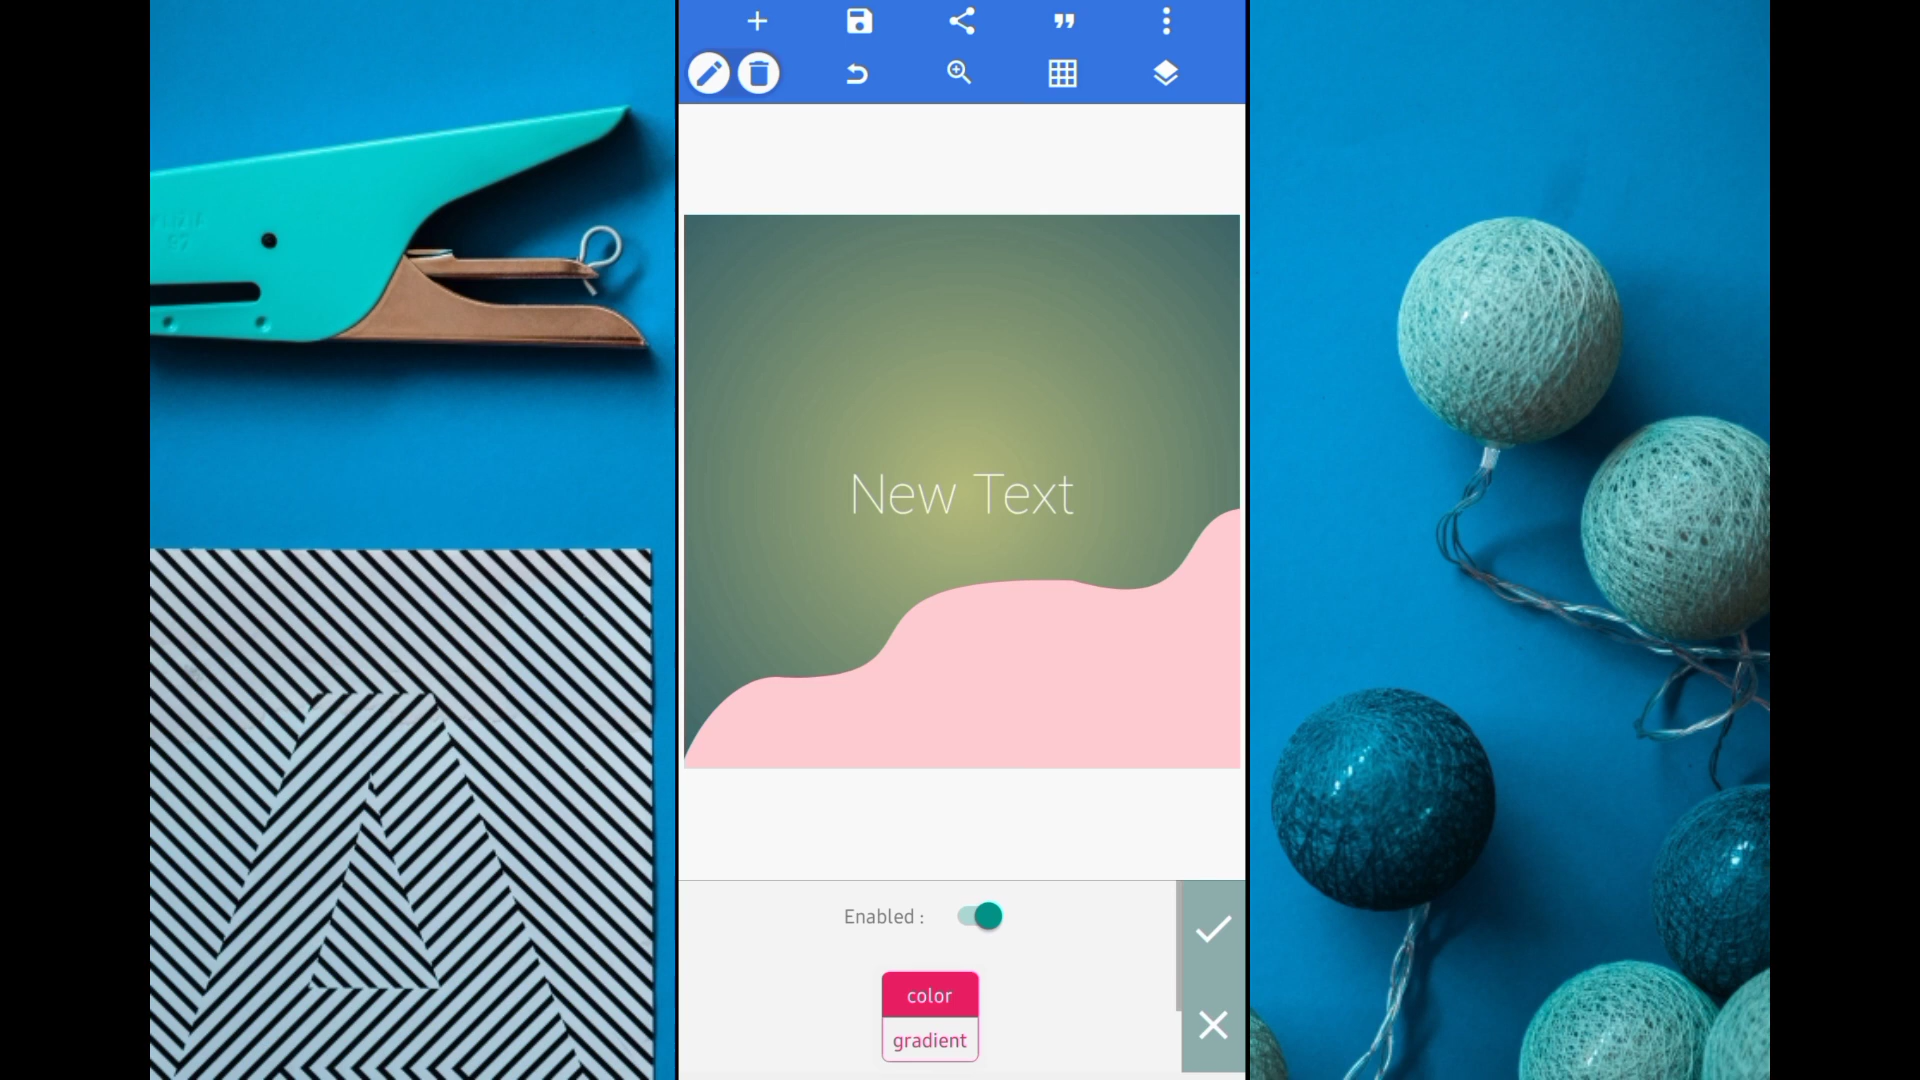 New Text
Enabled :
color
gradient